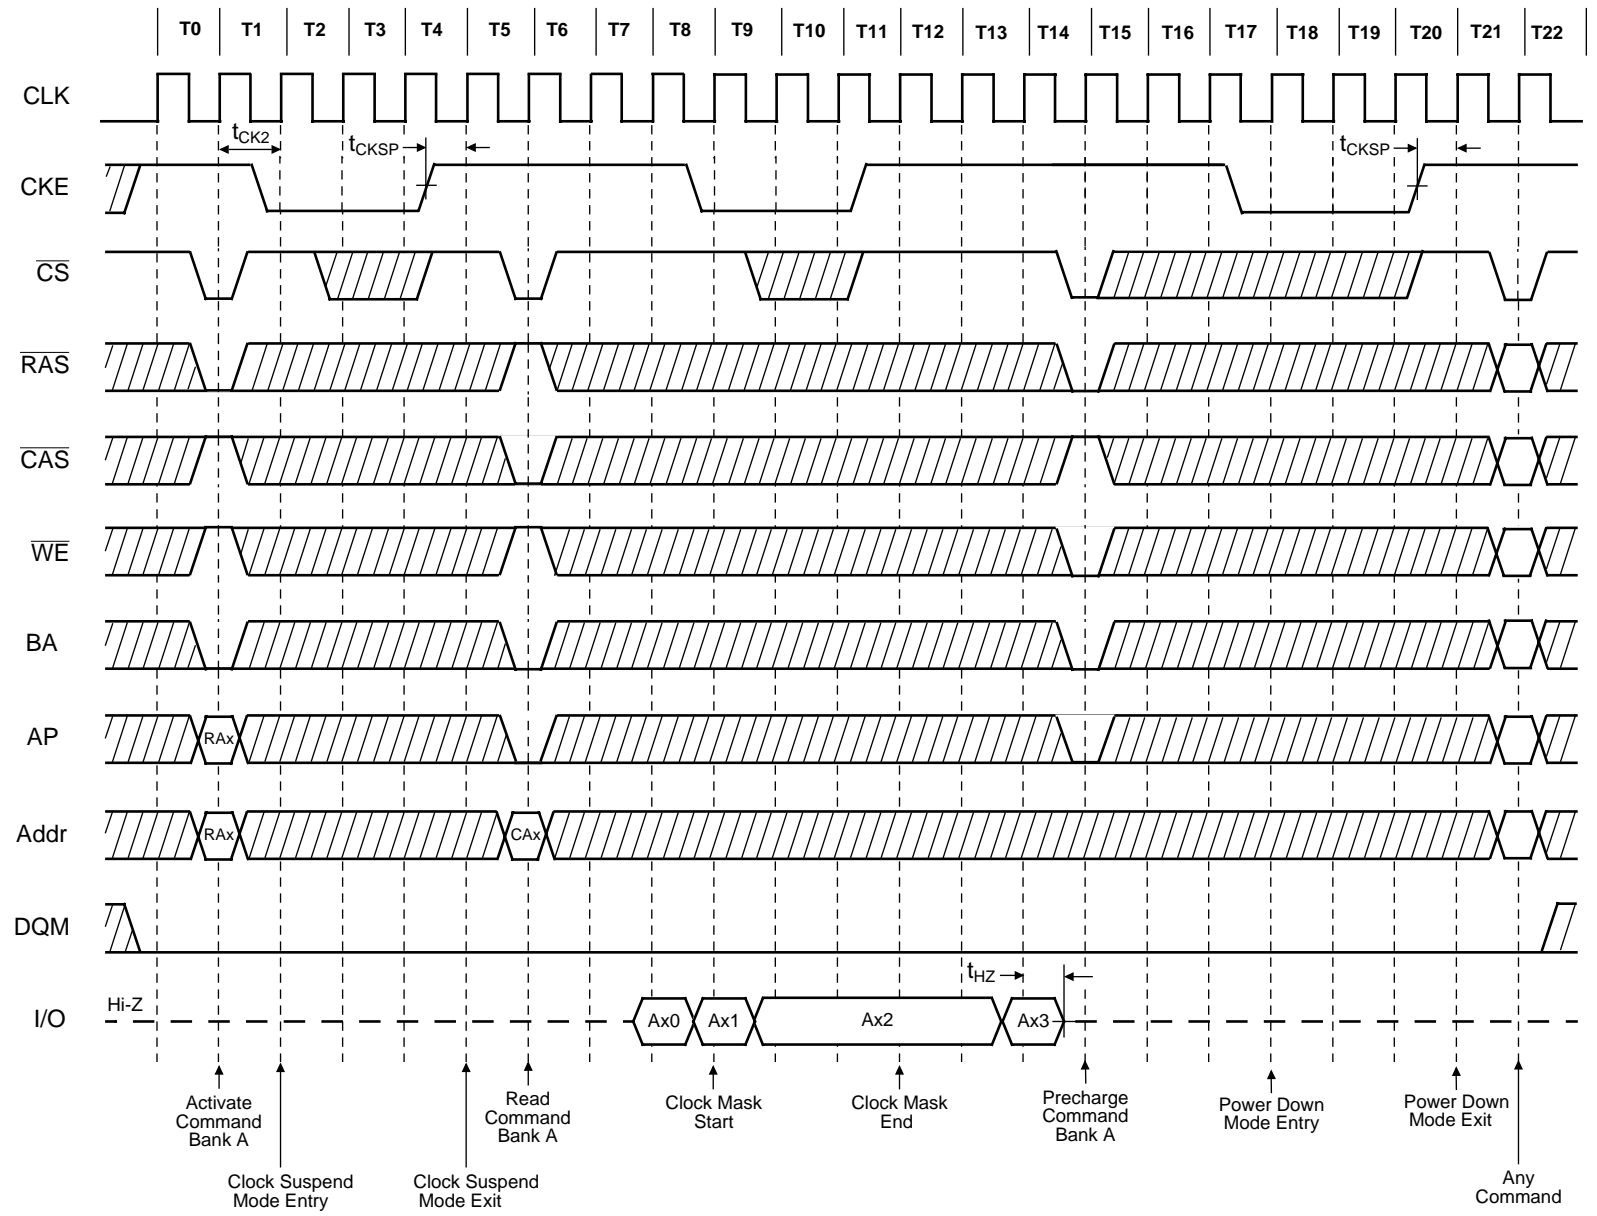 T0 T1 T2 T3 T4 T5 T6 T7 T8 T9 T10 T11 T12 T13 T14 T15 T16 T17 T18 T19 T20 T21 T22
CLK
tCK2
tCKSP
tCKSP
CKE
CS
RAS
CAS
WE
BA
AP
RAx
Addr
RAx
CAx
DQM
tHZ
Hi-Z
I/O
Ax0
Ax1
Ax2
Ax3
Activate
Command
Bank A
Read
Command
Bank A
Clock Mask
Start
Clock Mask
End
Precharge
Command
Bank A
Power Down
Mode Entry
Power Down
Mode Exit
Clock Suspend
Mode Entry
Clock Suspend
Mode Exit
Any
Command